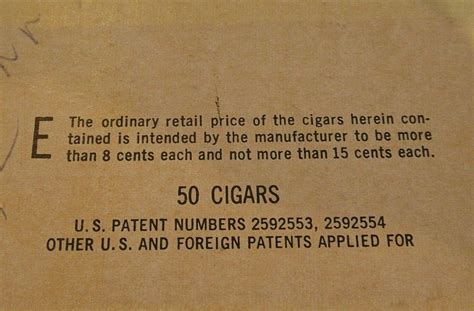 E
The ordinary retail price of the cigars herein con-
tained is intended by the manufacturer to be more
than 8 cents each and not more than 15 cents each.
50 CIGARS
U.S. PATENT NUMBERS 2592553, 2592554
OTHER U.S. AND FOREIGN PATENTS APPLIED FOR